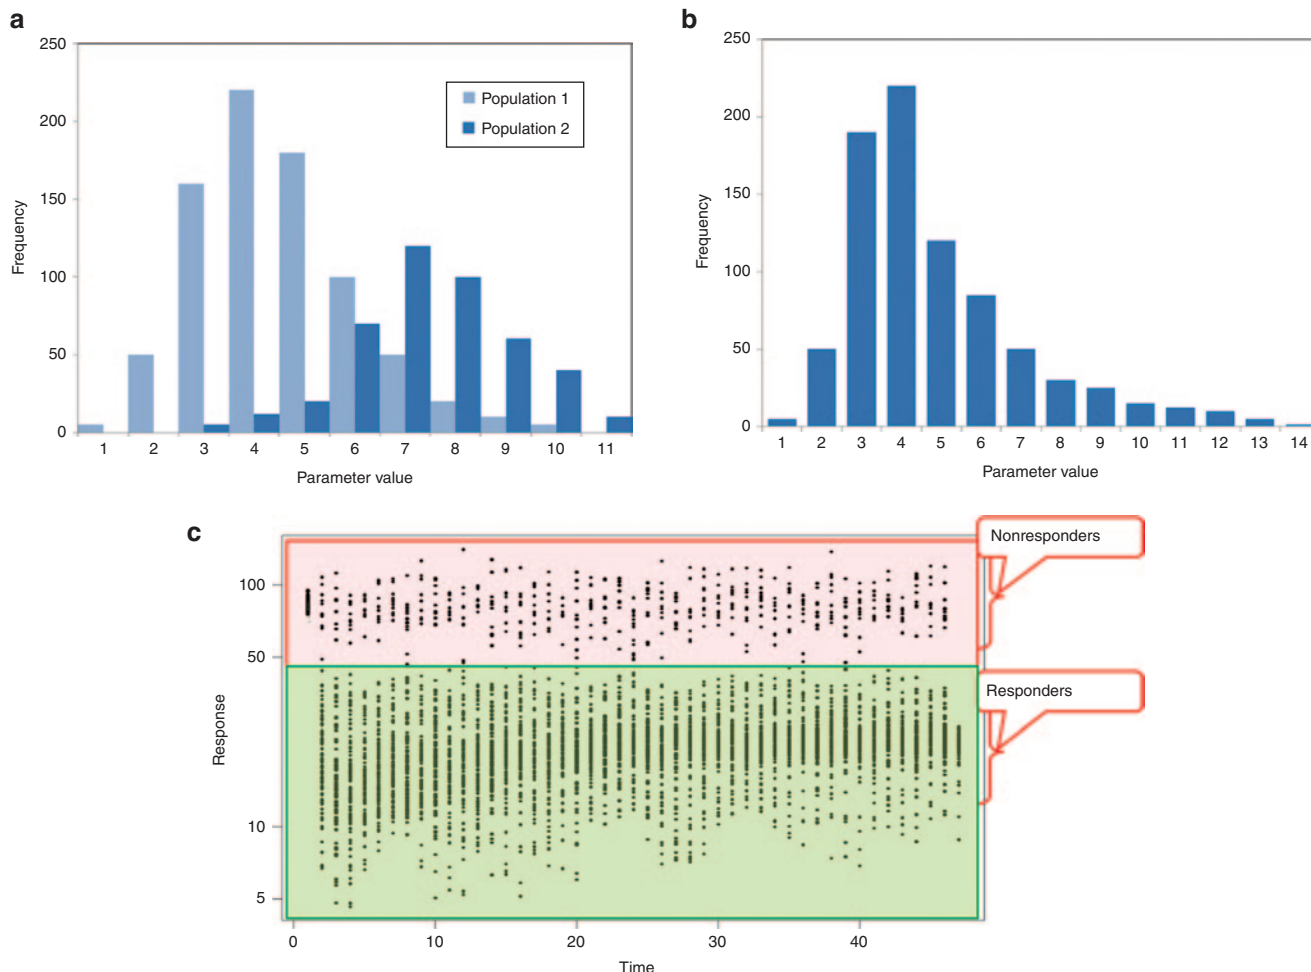 a
250
200
150
100
50
0
Frequency
Population 1
Population 2
1 2 3 4 5 6 7 8 9 10 11
Parameter value
b
250
200
150
100
50
0
Frequency
1 2 3 4 5 6 7 8 9 10 11 12 13 14
Parameter value
c
100
50
10
5
Response
Nonresponders
Responders
0 10 20 30 40
Time